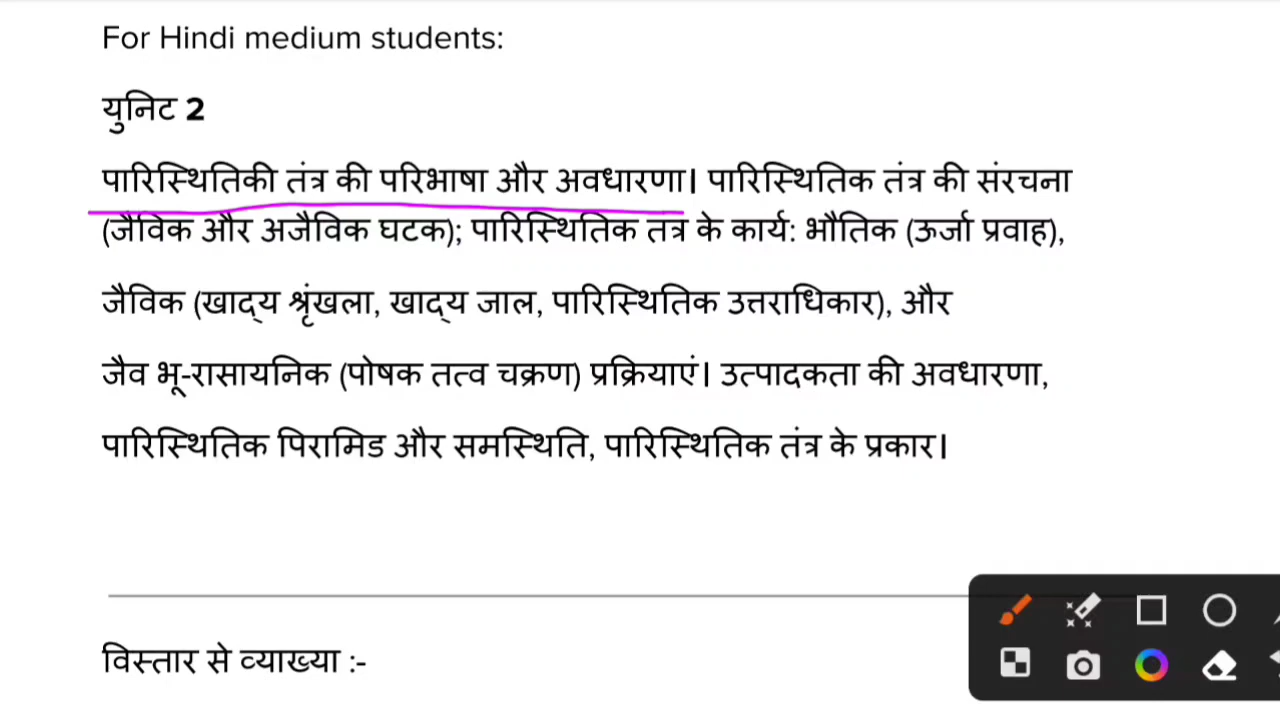 For Hindi medium students:
युनिट 2
पारिस्थितिकी तंत्र की परिभाषा और अवधारणा। पारिस्थितिक तंत्र की संरचना
(जैविक और अजैविक घटक); पारिस्थितिक तंत्र के कार्य: भौतिक (ऊर्जा प्रवाह),
जैविक (खाद्य श्रृंखला, खाद्य जाल, पारिस्थितिक उत्तराधिकार), और
जैव भू-रासायनिक (पोषक तत्व चक्रण) प्रक्रियाएं। उत्पादकता की अवधारणा,
पारिस्थितिक पिरामिड और समस्थिति, पारिस्थितिक तंत्र के प्रकार।
विस्तार से व्याख्या :-